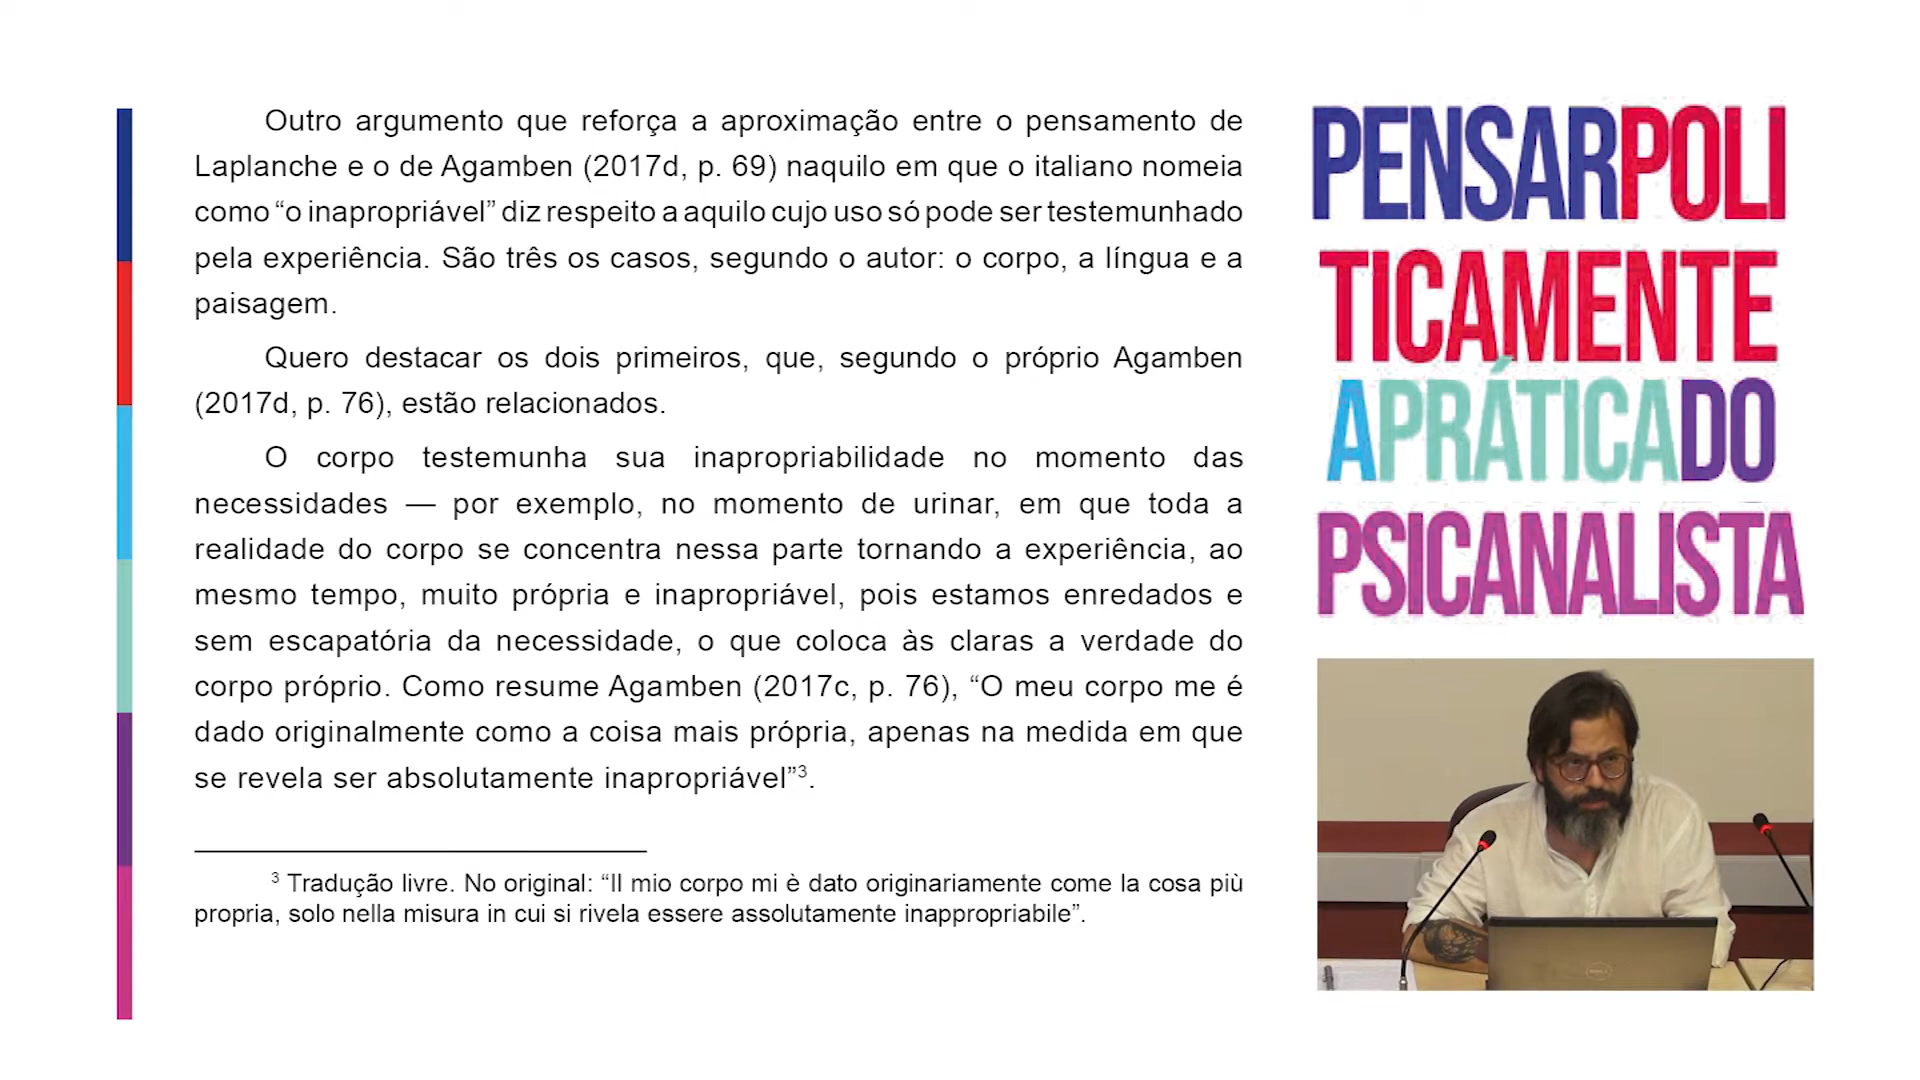 Outro argumento que reforça a aproximação entre o pensamento de
Laplanche e o de Agamben (2017d, p. 69) naquilo em que o italiano nomeia
como “o inapropriável” diz respeito a aquilo cujo uso só pode ser testemunhado
pela experiência. São três os casos, segundo o autor: o corpo, a língua e a
paisagem.
Quero destacar os dois primeiros, que, segundo o próprio Agamben
(2017d, p. 76), estão relacionados.
O corpo testemunha sua inapropriabilidade no momento das
necessidades — por exemplo, no momento de urinar, em que toda a
realidade do corpo se concentra nessa parte tornando a experiência, ao
mesmo tempo, muito própria e inapropriável, pois estamos enredados e
sem escapatória da necessidade, o que coloca às claras a verdade do
corpo próprio. Como resume Agamben (2017c, p. 76), “O meu corpo me é
dado originalmente como a coisa mais própria, apenas na medida em que
se revela ser absolutamente inapropriável”³.
³ Tradução livre. No original: “Il mio corpo mi è dato originariamente come la cosa più
propria, solo nella misura in cui si rivela essere assolutamente inappropriabile”.
PENSARPOLI
TICAMENTE
APRÁTICADO
PSICANALISTA
DELL